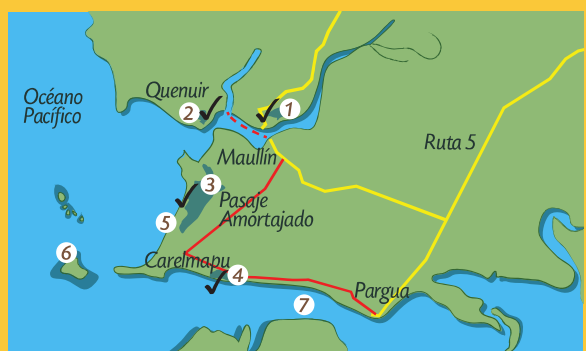 Quenuir
Océano
Pacífico
2
1
Ruta 5
Maullín
3
Pasaje
Amortajado
5
6
Carelmapu
4
Pargua
7